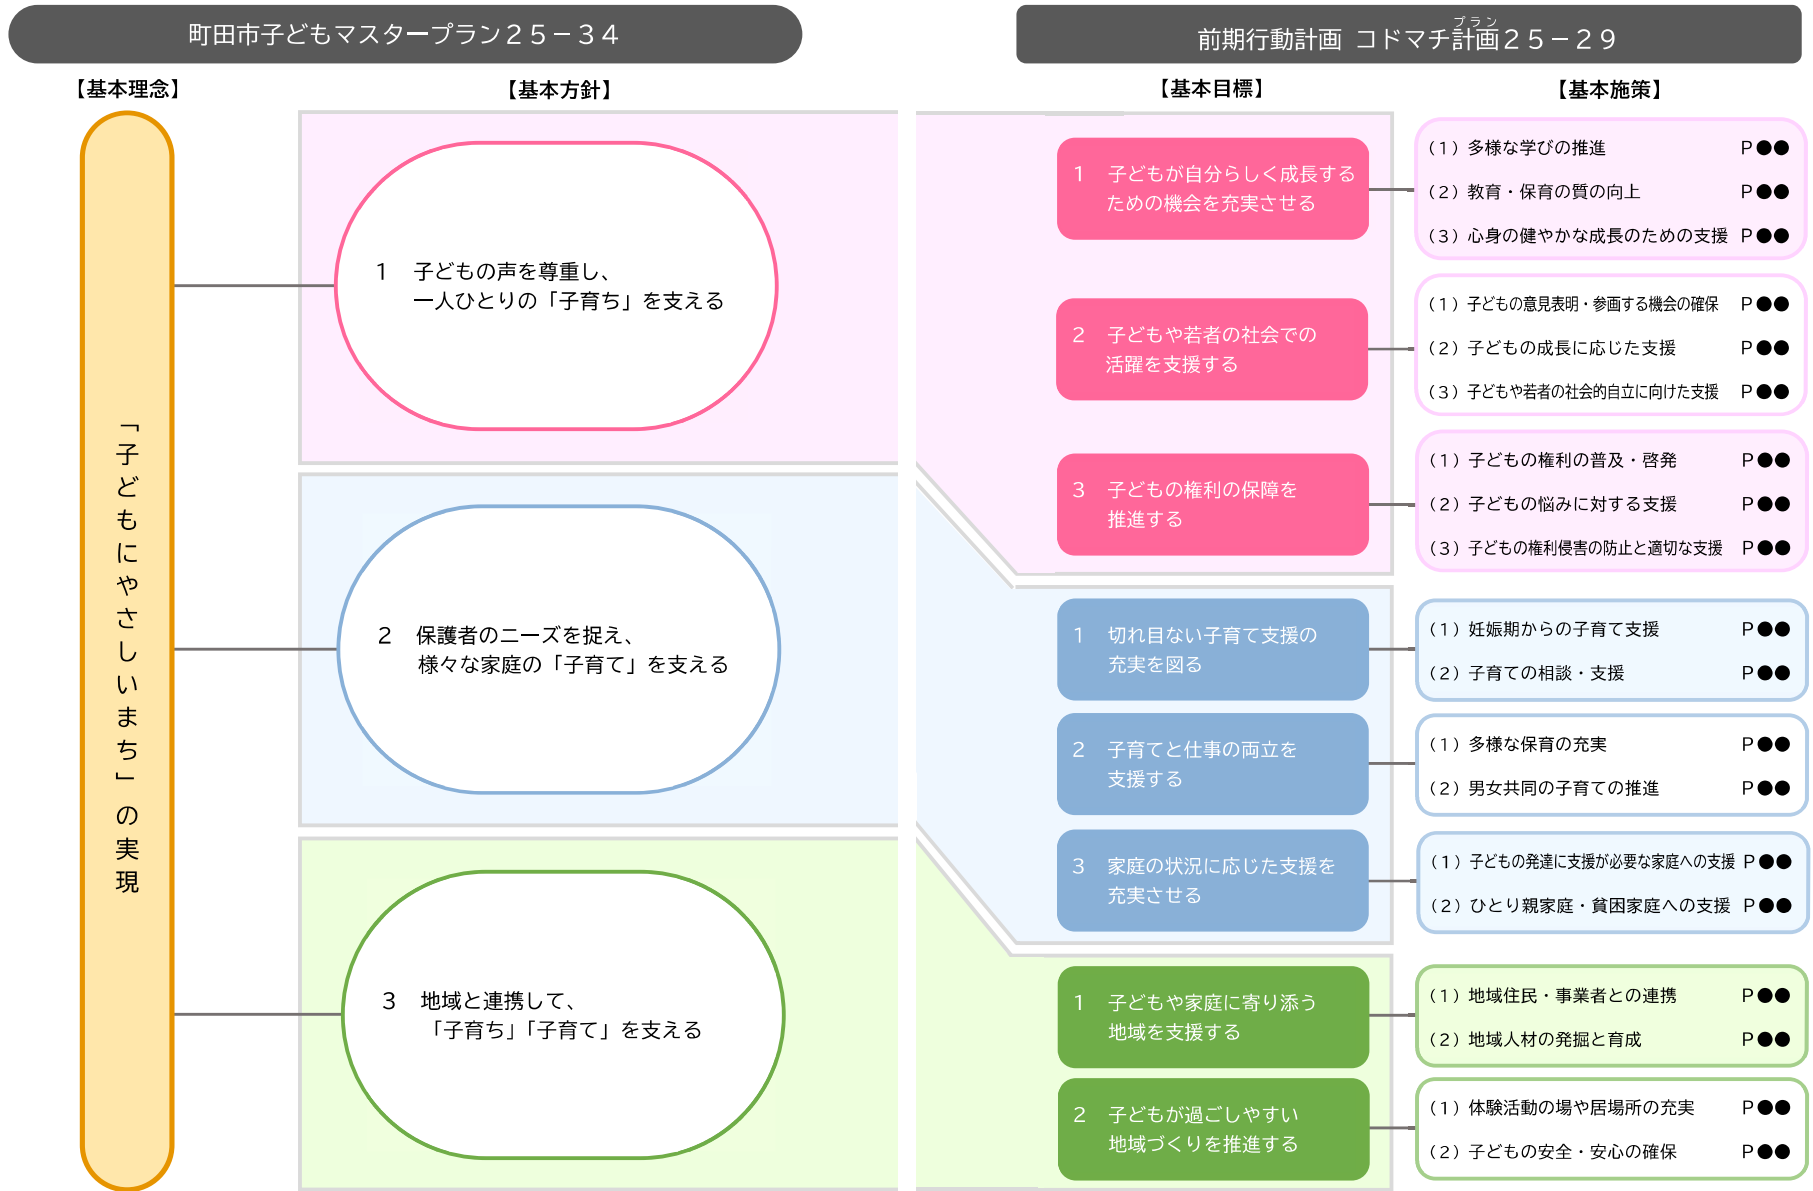 町田市子どもマスタープラン２５－３４
【基本理念】
【基本方針】
「子どもにやさしいまち」の実現
１　子どもの声を尊重し、
一人ひとりの「子育ち」を支える
２　保護者のニーズを捉え、
様々な家庭の「子育て」を支える
３　地域と連携して、
「子育ち」「子育て」を支える
プラン
前期行動計画 コドマチ計画２５－２９
【基本目標】
【基本施策】
１　子どもが自分らしく成長する
ための機会を充実させる
（１）多様な学びの推進　Ｐ●●
（２）教育・保育の質の向上　Ｐ●●
（３）心身の健やかな成長のための支援　Ｐ●●
２　子どもや若者の社会での
活躍を支援する
（１）子どもの意見表明・参画する機会の確保　Ｐ●●
（２）子どもの成長に応じた支援　Ｐ●●
（３）子どもや若者の社会的自立に向けた支援　Ｐ●●
３　子どもの権利の保障を
推進する
（１）子どもの権利の普及・啓発　Ｐ●●
（２）子どもの悩みに対する支援　Ｐ●●
（３）子どもの権利侵害の防止と適切な支援　Ｐ●●
１　切れ目ない子育て支援の
充実を図る
（１）妊娠期からの子育て支援　Ｐ●●
（２）子育ての相談・支援　Ｐ●●
２　子育てと仕事の両立を
支援する
（１）多様な保育の充実　Ｐ●●
（２）男女共同の子育ての推進　Ｐ●●
３　家庭の状況に応じた支援を
充実させる
（１）子どもの発達に支援が必要な家庭への支援　Ｐ●●
（２）ひとり親家庭・貧困家庭への支援　Ｐ●●
１　子どもや家庭に寄り添う
地域を支援する
（１）地域住民・事業者との連携　Ｐ●●
（２）地域人材の発掘と育成　Ｐ●●
２　子どもが過ごしやすい
地域づくりを推進する
（１）体験活動の場や居場所の充実　Ｐ●●
（２）子どもの安全・安心の確保　Ｐ●●